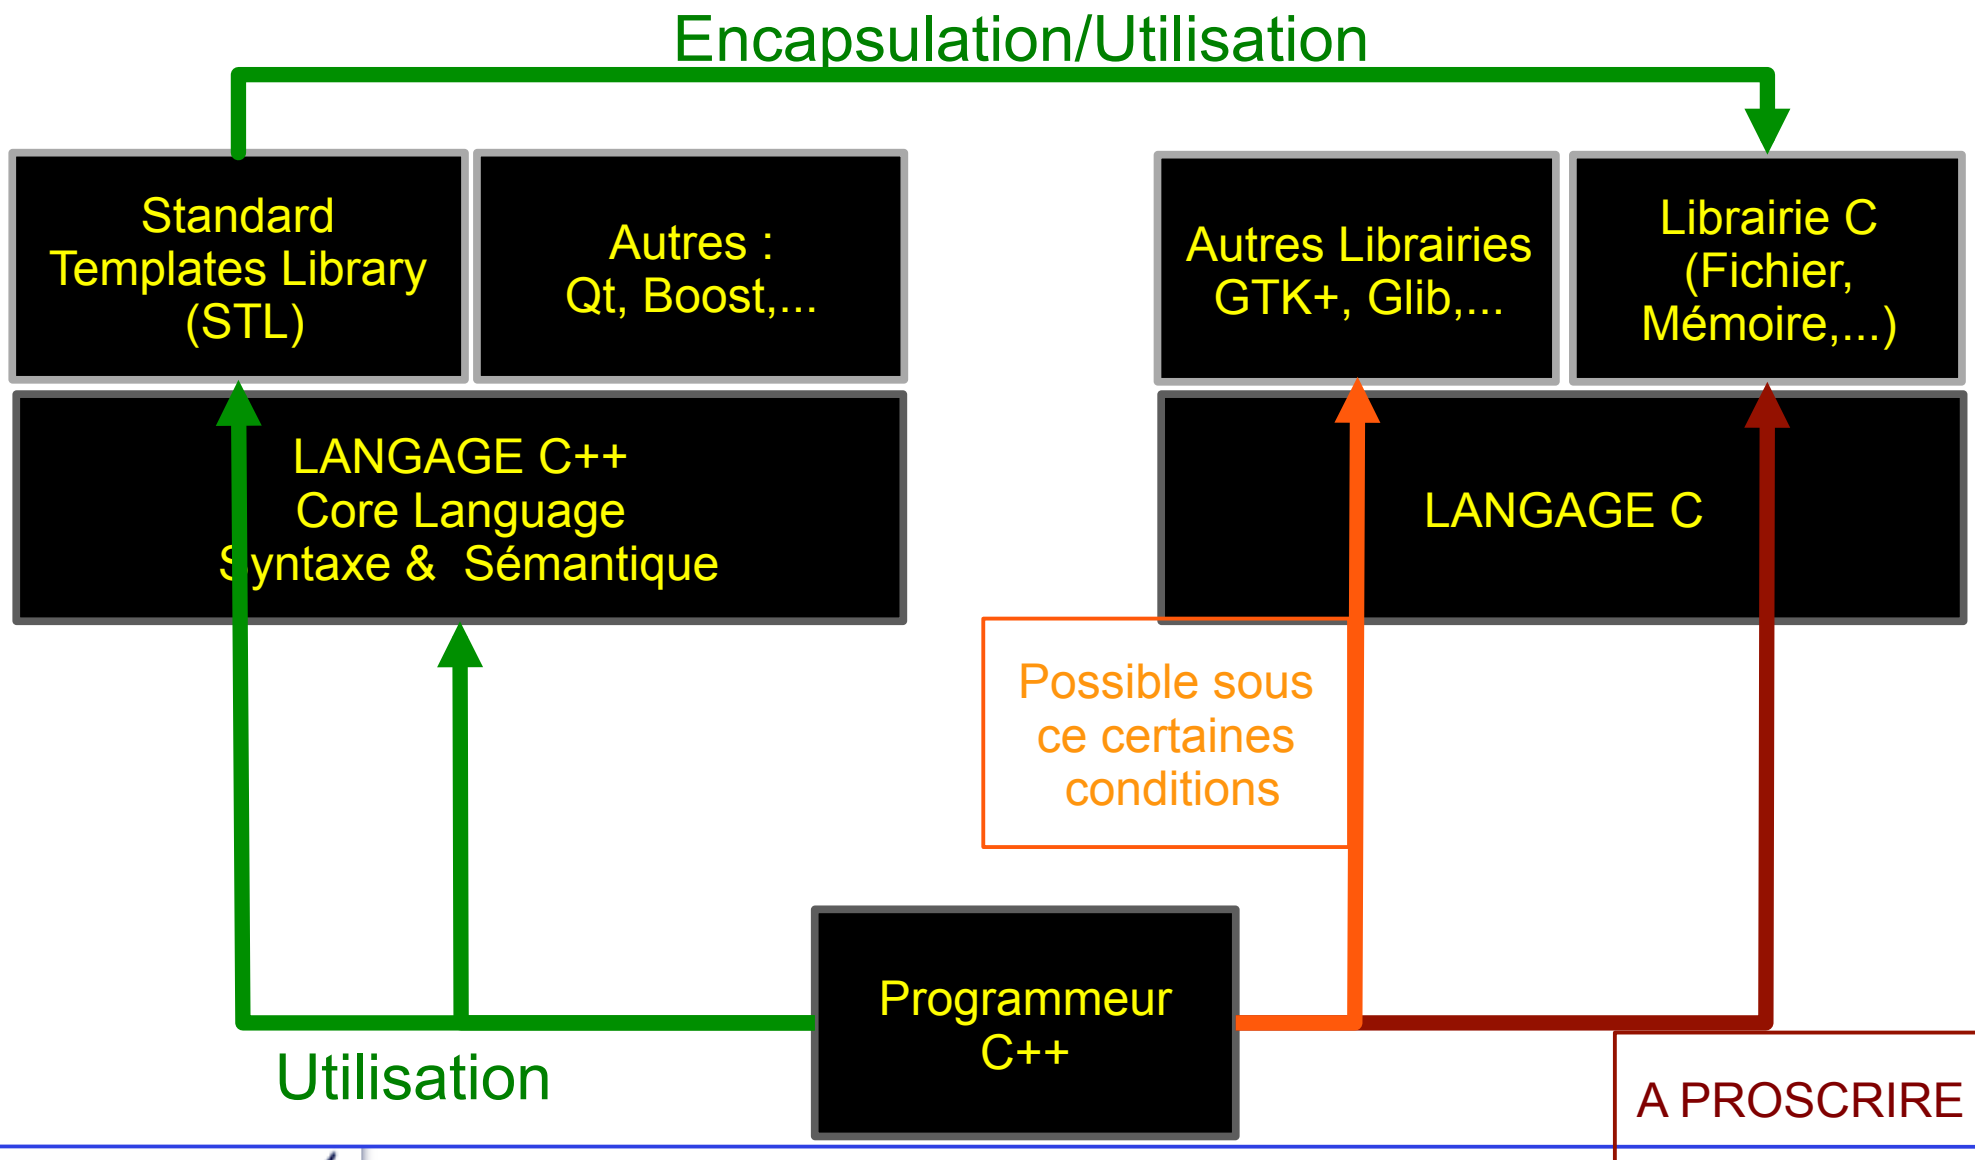 Encapsulation/Utilisation
Standard
Templates Library
(STL)
Autres :
Qt, Boost,...
Autres Librairies
GTK+, Glib,...
Librairie C
(Fichier,
Mémoire,...)
LANGAGE C++
Core Language
Syntaxe & Sémantique
LANGAGE C
Possible sous
ce certaines
conditions
Programmeur
C++
Utilisation
A PROSCRIRE